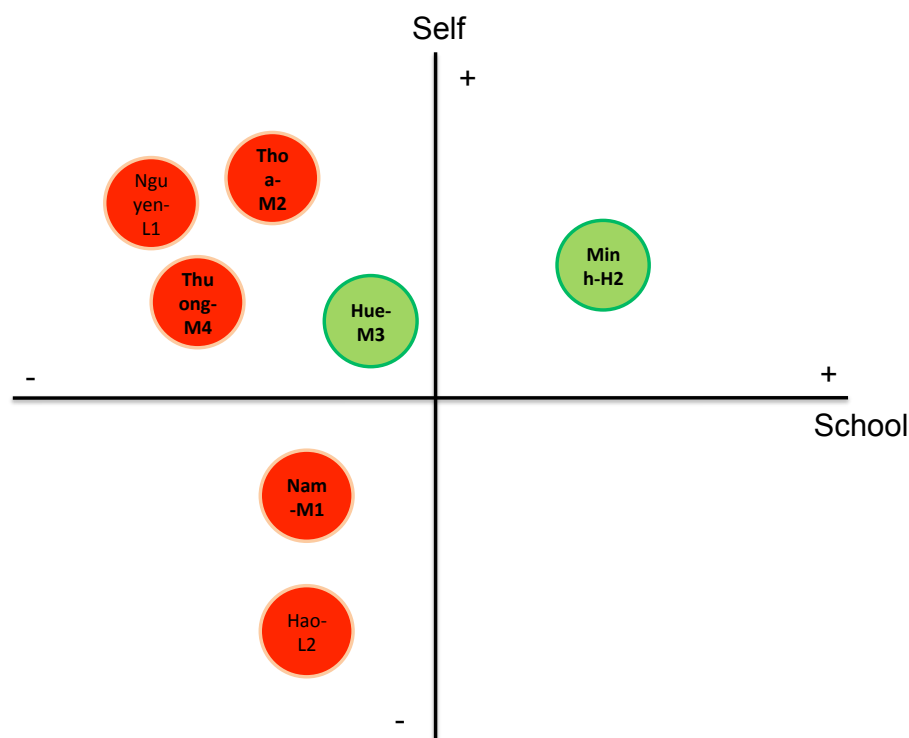 Self
+
Tho
a-
M2
Ngu
yen-
L1
Min
h-H2
Thu
ong-
M4
Hue-
M3
-
+
School
Nam
-M1
Hao-
L2
-